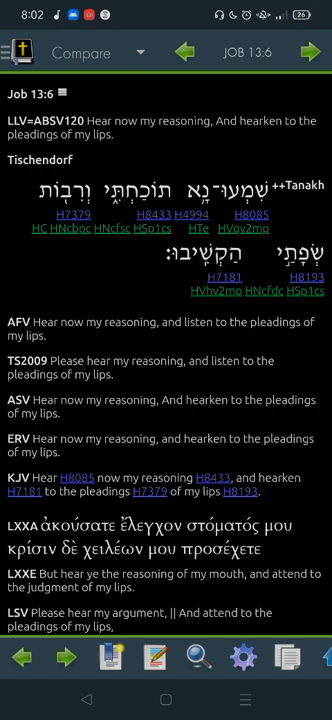 8:02
26
Compare
JOB 13:6
Job 13:6
LLV=ABSV120 Hear now my reasoning, And hearken to the
pleadings of my lips.
Tischendorf
++Tanakh שִׁמְעוּ־נָ֥א תוֹכַחְתִּ֑י וְרִב֖וֹת
H7379 H8433 H4994 H8085
HC HNcbpc HNcfsc HSp1cs HTe HVqv2mp
שְׂפָתַ֣י הַקְשִֽׁיבוּ׃
H7181 H8193
HVhv2mp HNcfdc HSp1cs
AFV Hear now my reasoning, and listen to the pleadings of
my lips.
TS2009 Please hear my reasoning, and listen to the
pleadings of my lips.
ASV Hear now my reasoning, And hearken to the pleadings
of my lips.
ERV Hear now my reasoning, and hearken to the pleadings of
my lips.
KJV Hear H8085 now my reasoning H8433, and hearken
H7181 to the pleadings H7379 of my lips H8193.
LXXA ἀκούσατε ἔλεγχον στόματός μου
κρίσιν δὲ χειλέων μου προσέχετε
LXXE But hear ye the reasoning of my mouth, and attend to
the judgment of my lips.
LSV Please hear my argument, || And attend to the
pleadings of my lips,